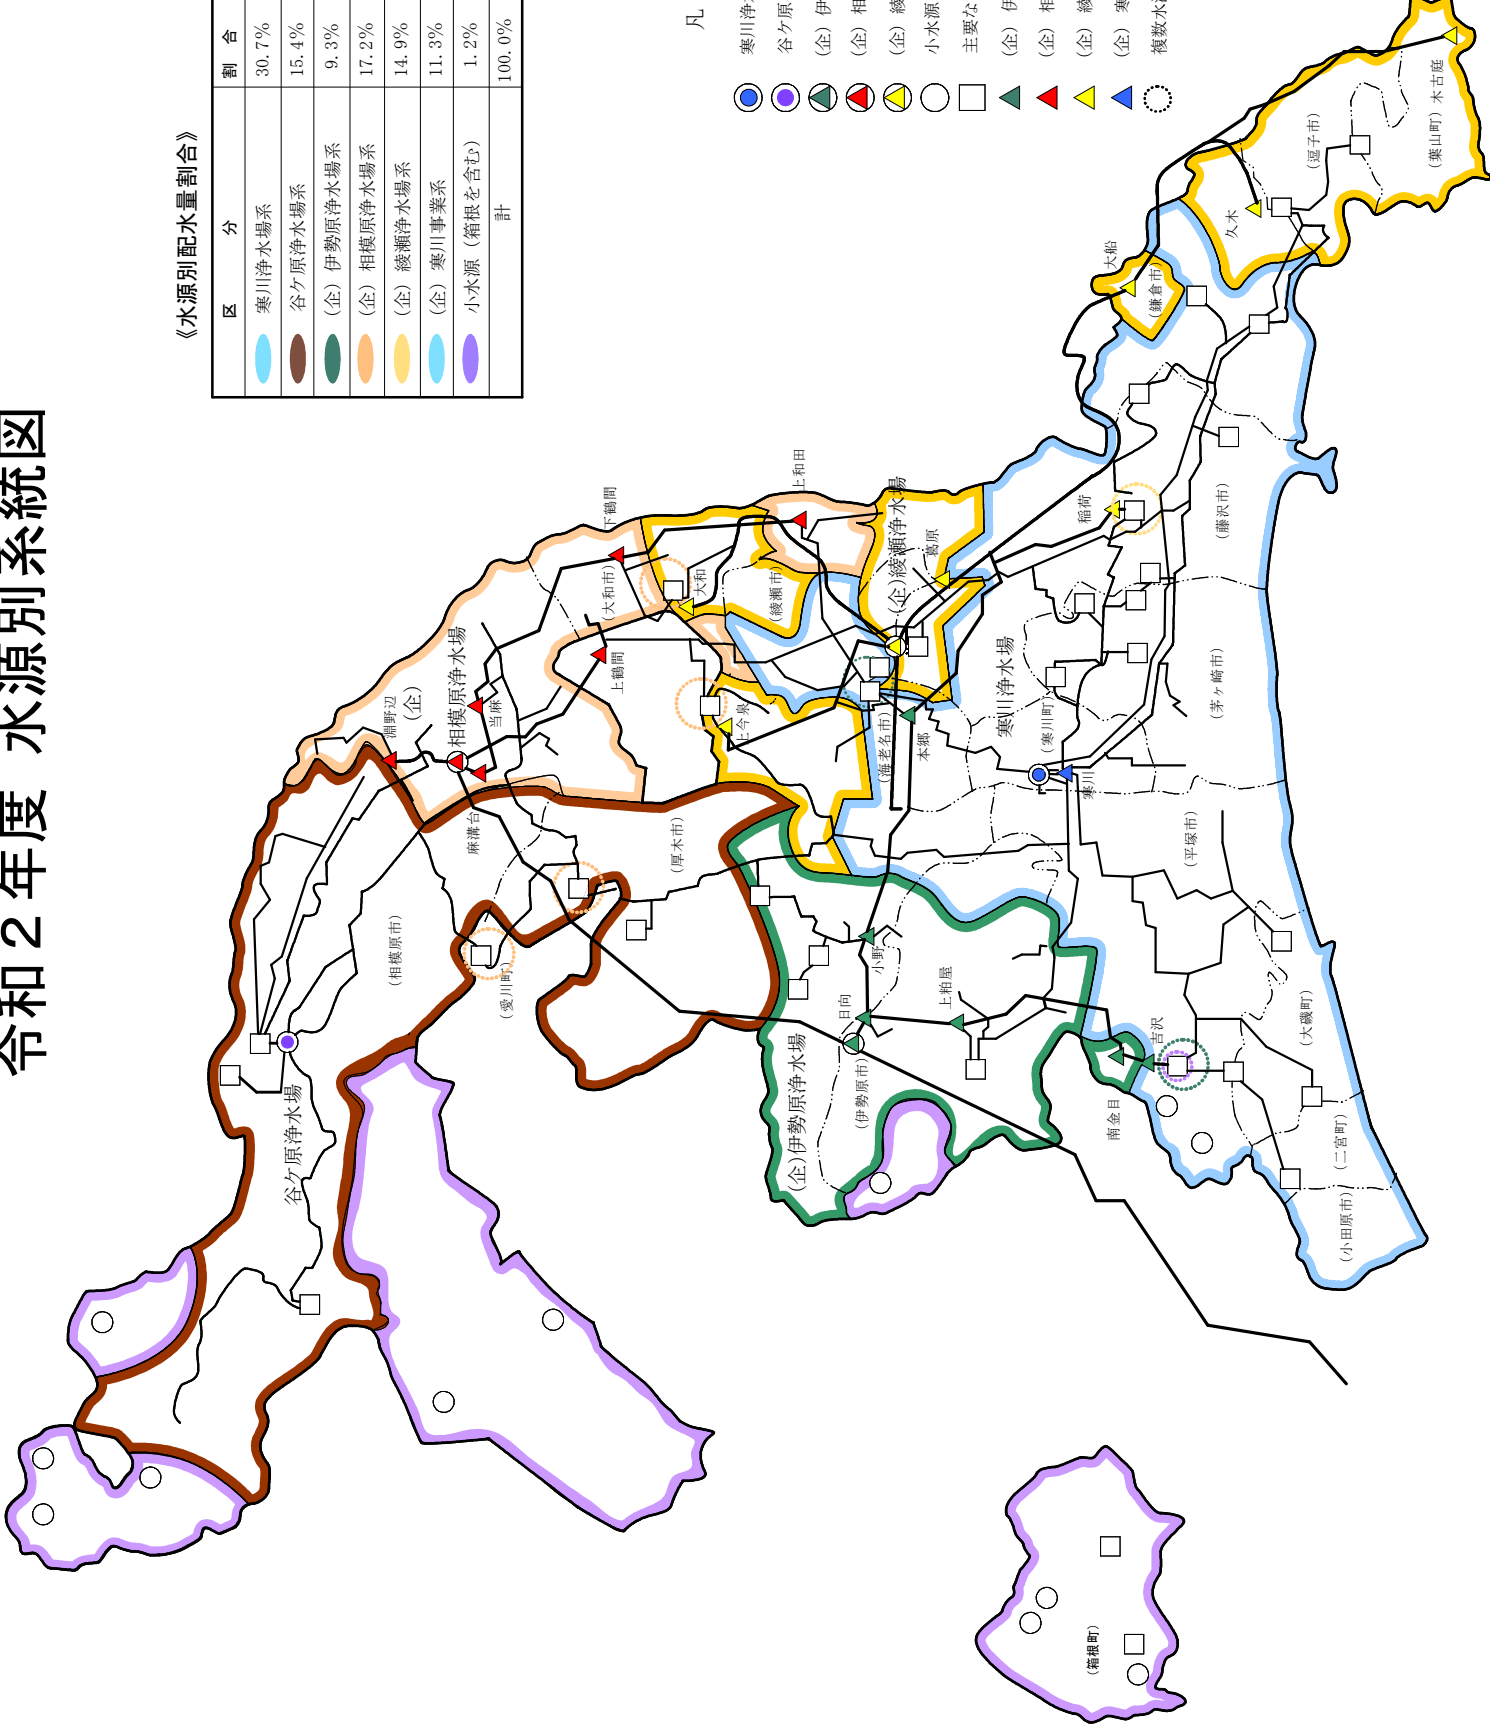 令和２年度 水源別系統図
《水源別配水量割合》
区 分 割 合
寒川浄水場系 30.7%
谷ケ原浄水場系 15.4%
(企) 伊勢原浄水場系 9.3%
(企) 相模原浄水場系 17.2%
(企) 綾瀬浄水場系 14.9%
(企) 寒川事業系 11.3%
小水源 (箱根を含む) 1.2%
計 100.0%
凡
寒川浄
谷ケ原
(企) 伊
(企) 相
(企) 綾
小水源
主要な
(企) 伊
(企) 相
(企) 綾
(企) 寒
複数水
谷ケ原浄水場
(相模原市)
淵野辺
(企)
相模原浄水場
当麻
麻溝台
(愛川町)
(厚木市)
上鶴間
下鶴間
(大和市)
大和
上和田
(綾瀬市)
上今泉
(企)綾瀬浄水場
葛原
(海老名市)
本郷
寒川浄水場
(寒川町)
寒川
稲荷
(藤沢市)
(茅ヶ崎市)
(平塚市)
大船
(鎌倉市)
久木
(逗子市)
(葉山町)
木古庭
小野
日向
上粕屋
(企)伊勢原浄水場
(伊勢原市)
南金目
吉沢
(大磯町)
(二宮町)
(小田原市)
(箱根町)